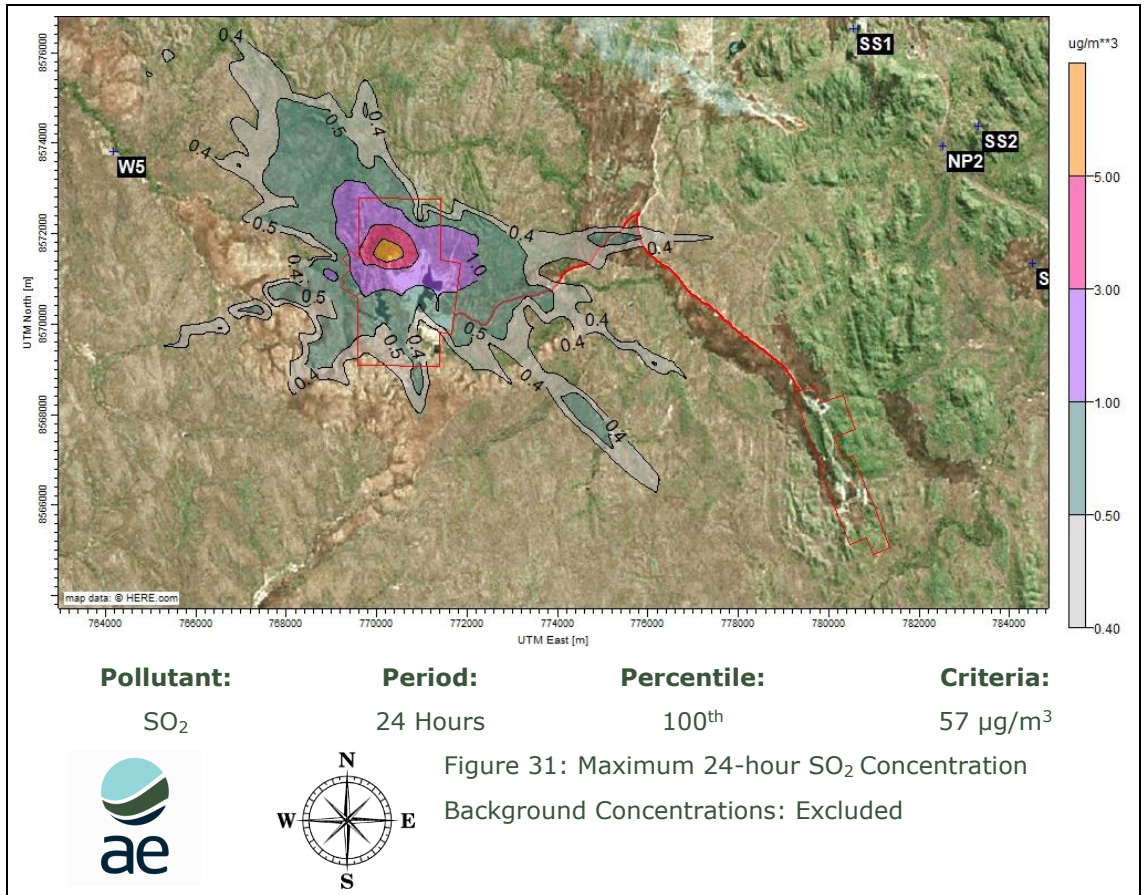 ug/m**3
5.00
3.00
1.00
0.50
0.40
UTM North [m]
8576000
8574000
8572000
8570000
8568000
8566000
SS1
SS2
NP2
W5
S
0.4
0.4
0.5
0.4
0.4
0.5
0.4
0.4
1.0
0.4
0.5
0.5
0.4
0.4
0.5
0.4
0.4
0.4
0.4
map data: © HERE.com
764000 766000 768000 770000 772000 774000 776000 778000 780000 782000 784000
UTM East [m]
Pollutant: Period: Percentile: Criteria:
SO₂ 24 Hours 100ᵗʰ 57 µg/m³
Figure 31: Maximum 24-hour SO₂ Concentration
Background Concentrations: Excluded
ae
N
W E
S